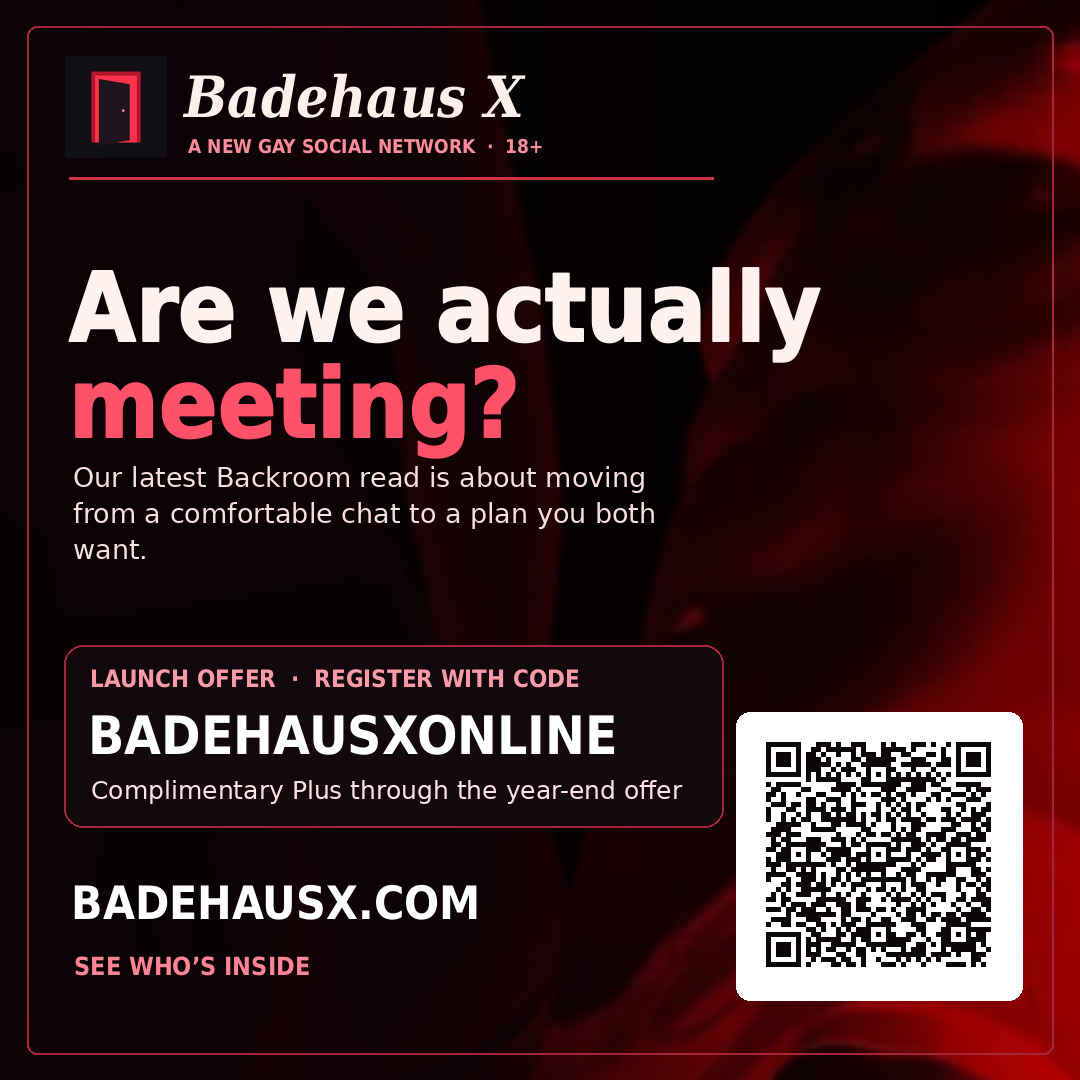 Badehaus X
A NEW GAY SOCIAL NETWORK · 18+
Are we actually
meeting?
Our latest Backroom read is about moving
from a comfortable chat to a plan you both
want.
LAUNCH OFFER · REGISTER WITH CODE
BADEHAUSXONLINE
Complimentary Plus through the year-end offer
BADEHAUSX.COM
SEE WHO’S INSIDE